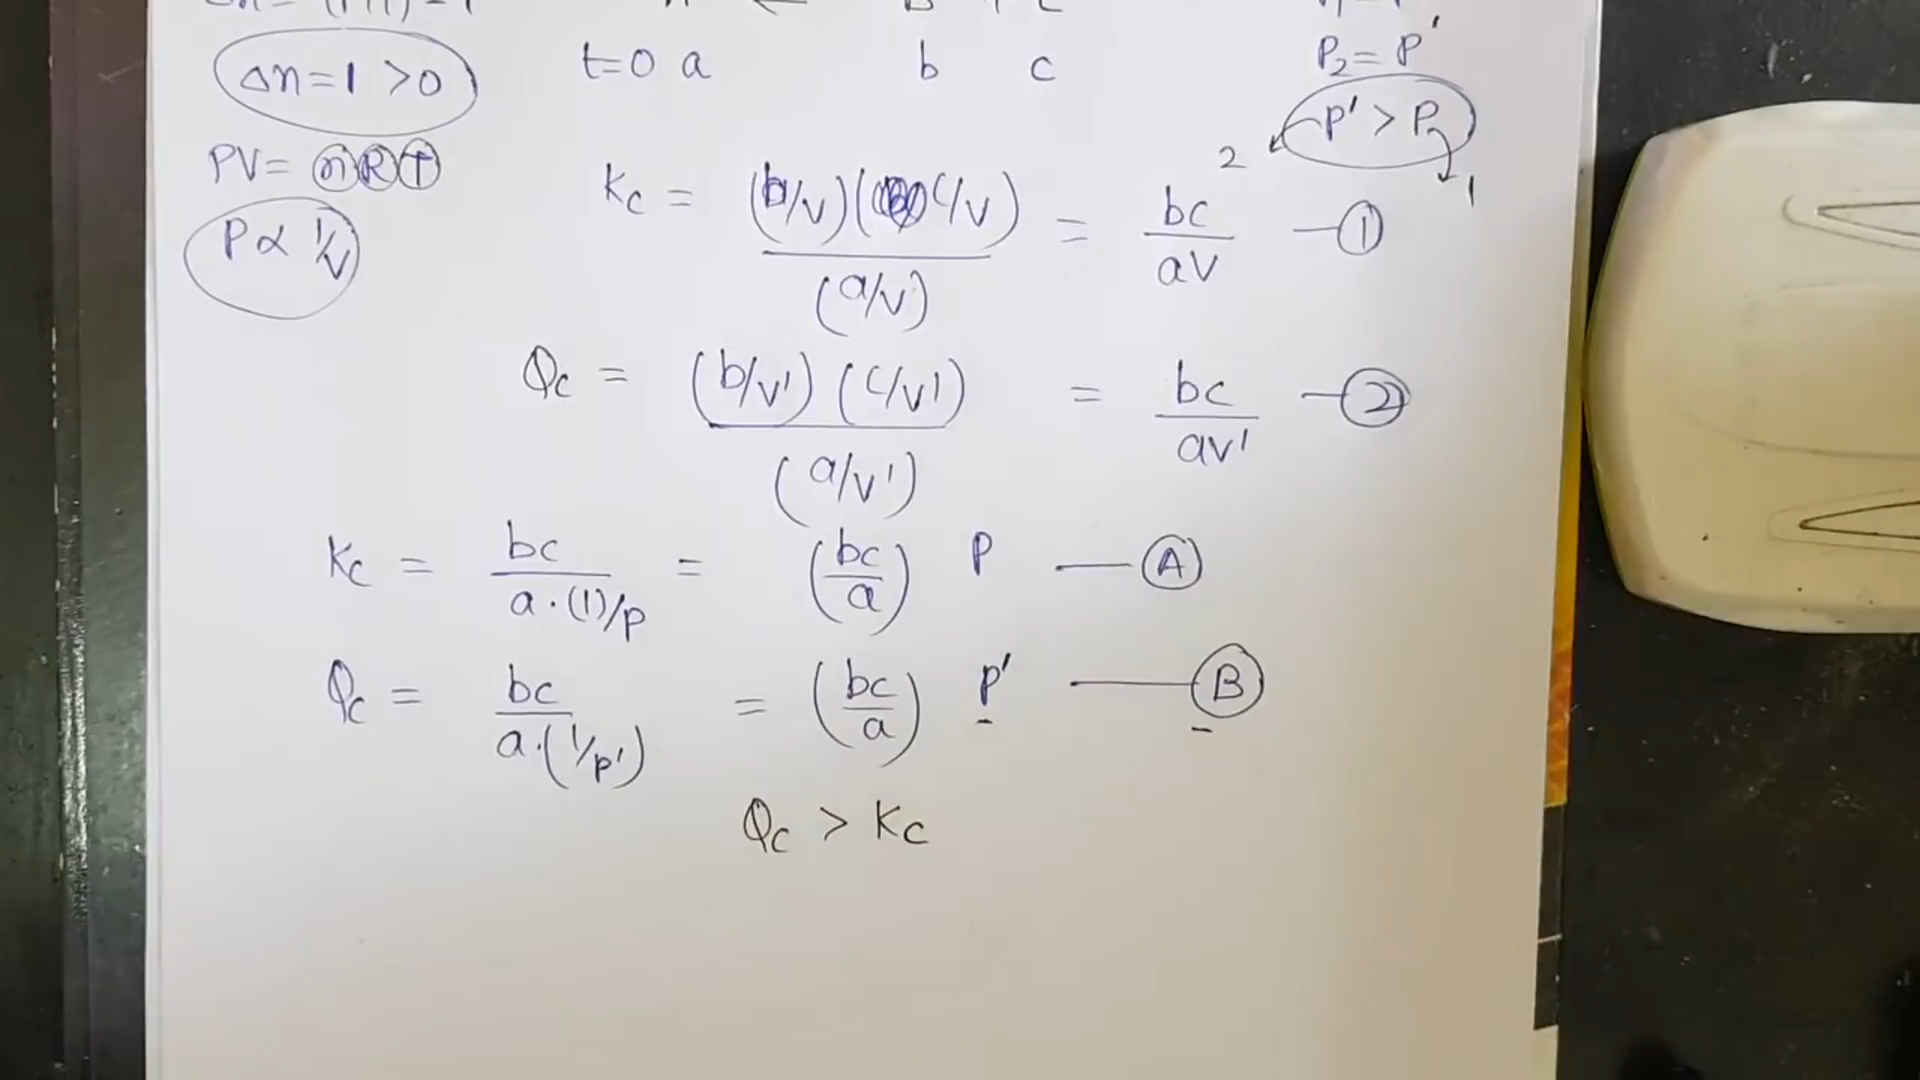 Δn=1>0 t=0 a b c P₂=P'
P'>P
2 1
PV=nRT
Kc = (b/v)(c/v)/(a/v) = bc/av —①
P∝1/v
Qc = (b/v')(c/v')/(a/v') = bc/av' —②
Kc = bc/a.(1)/p = (bc/a) P —Ⓐ
Qc = bc/a.(1/p') = (bc/a) P' —Ⓑ
Qc > Kc